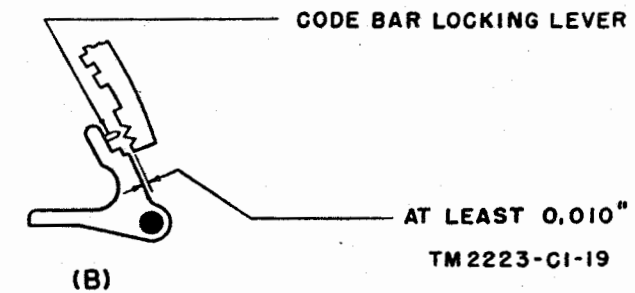 CODE BAR LOCKING LEVER
AT LEAST 0.010"
TM2223-C1-19
(B)